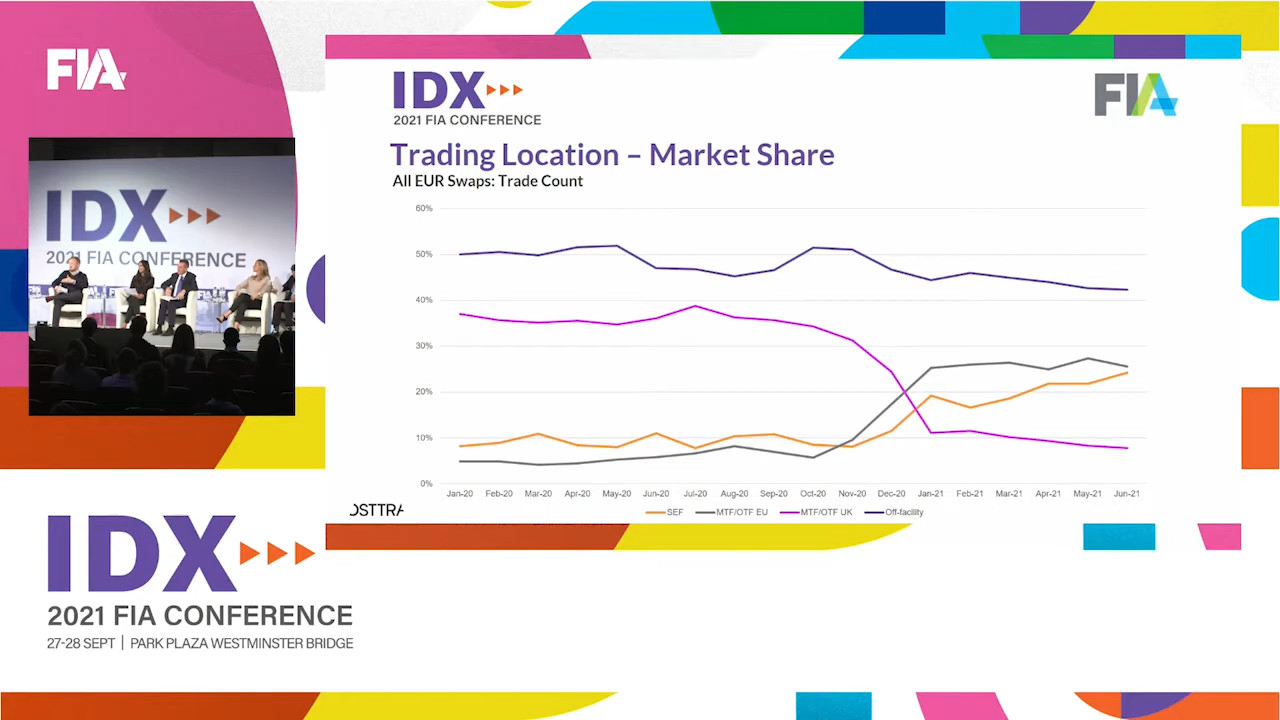 FIA
IDX
2021 FIA CONFERENCE
IDX
2021 FIA CONFERENCE
27-28 SEPT | PARK PLAZA WESTMINSTER BRIDGE
IDX
2021 FIA CONFERENCE
FIA
Trading Location – Market Share
All EUR Swaps: Trade Count
60%
50%
40%
30%
20%
10%
0%
Jan-20 Feb-20 Mar-20 Apr-20 May-20 Jun-20 Jul-20 Aug-20 Sep-20 Oct-20 Nov-20 Dec-20 Jan-21 Feb-21 Mar-21 Apr-21 May-21 Jun-21
SEF MTF/OTF EU MTF/OTF UK Off-facility
OSTTRA